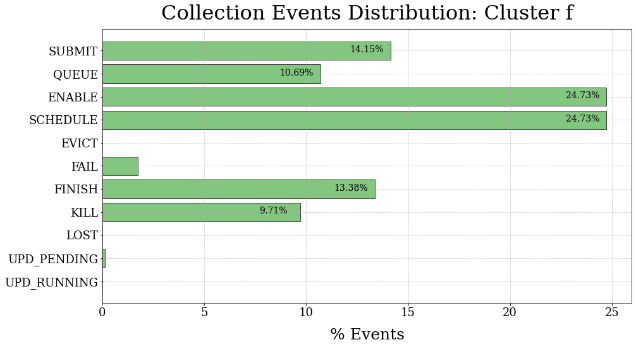 Collection Events Distribution: Cluster f
SUBMIT 14.15%
QUEUE 10.69%
ENABLE 24.73%
SCHEDULE 24.73%
EVICT
FAIL
FINISH 13.38%
KILL 9.71%
LOST
UPD_PENDING
UPD_RUNNING
0 5 10 15 20 25
% Events